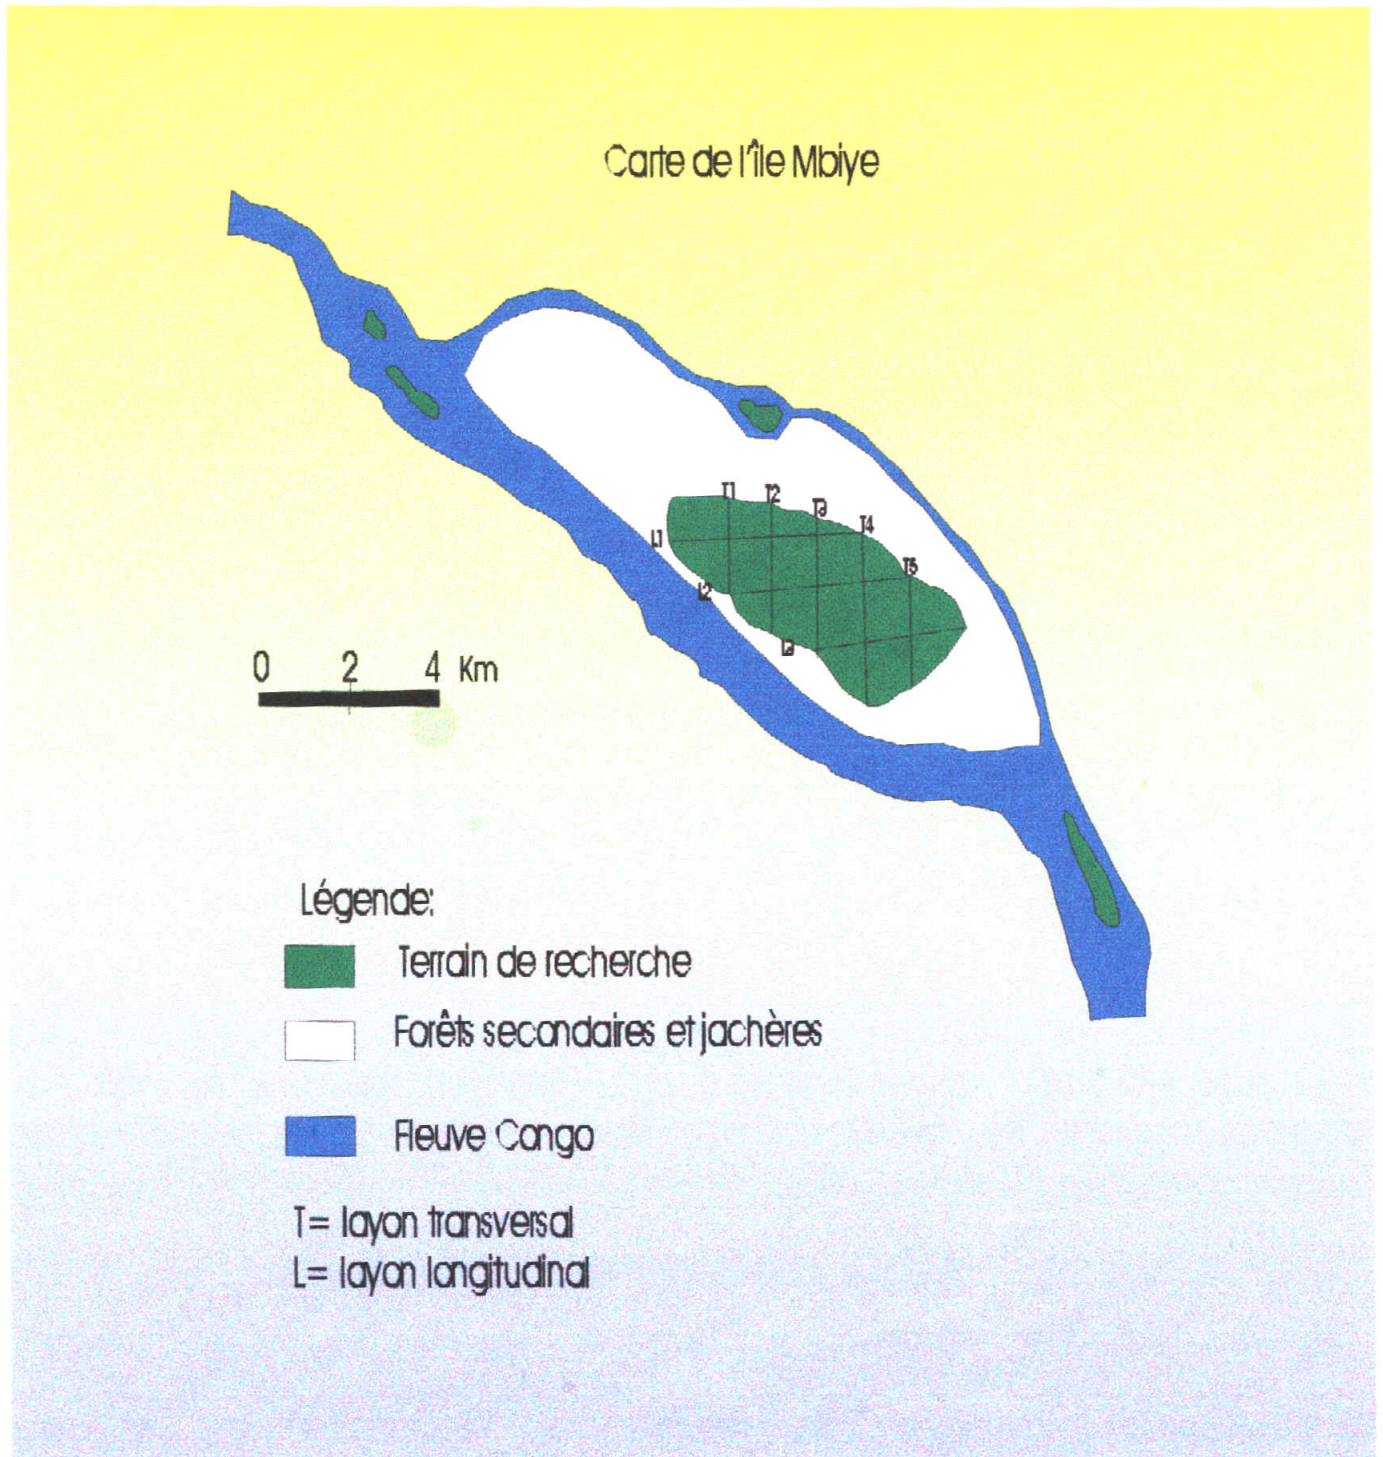 Carte de l'île Mbiye
T1
T2
T3
T4
L1
T5
L2
L3
0 2 4 Km
Légende:
Terrain de recherche
Forêts secondaires et jachères
Fleuve Congo
T= layon transversal
L= layon longitudinal